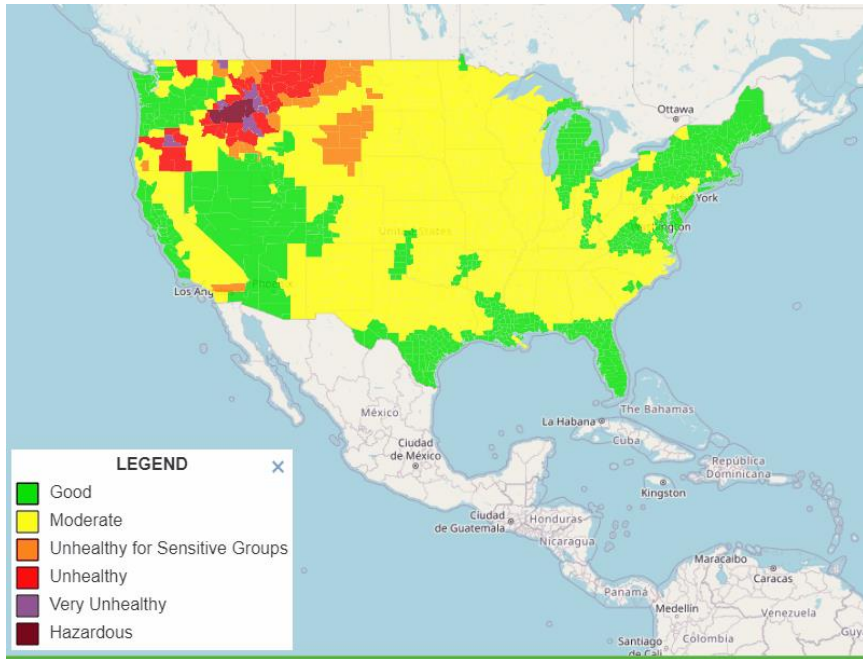 Ottawa
York
United States
Los Ang
La Habana
The Bahamas
Cuba
México
Ciudad
de México
República
Dominicana
Kingston
Ciudad
de Guatemala
Honduras
Nicaragua
Maracaibo
Caracas
Panamá
Medellín
Venezuela
Guy
Santiago
de Cali
Colombia
LEGEND
×
Good
Moderate
Unhealthy for Sensitive Groups
Unhealthy
Very Unhealthy
Hazardous